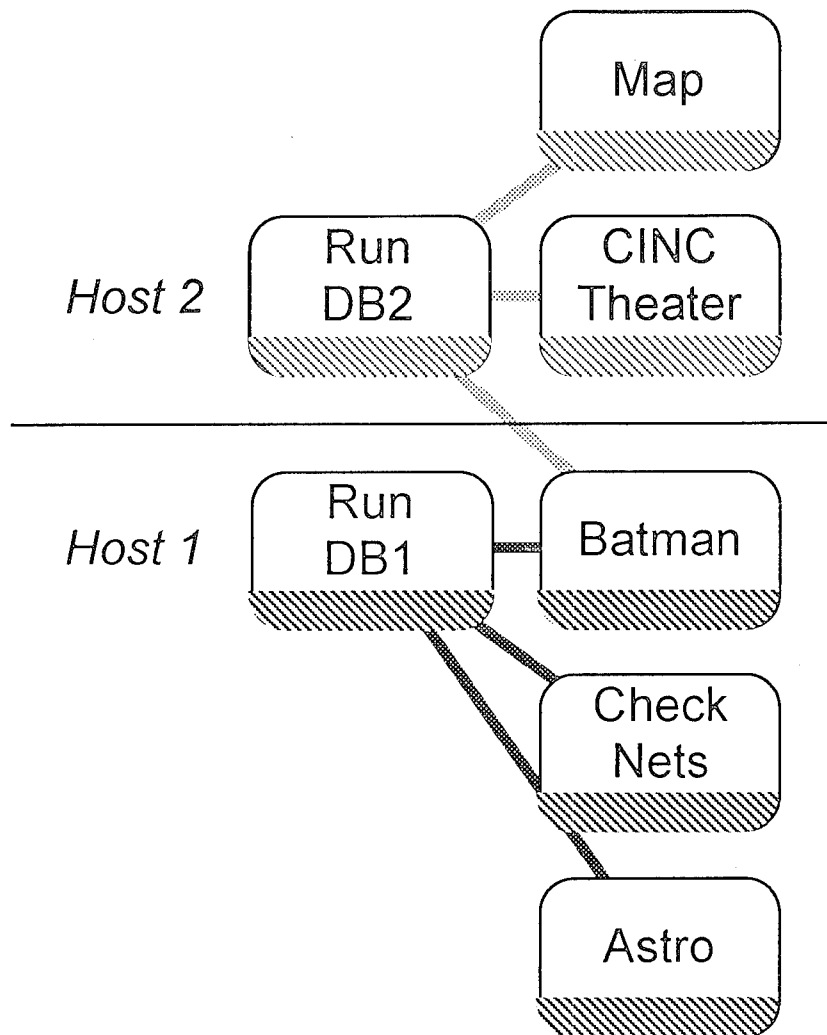 Map
Host 2
Run
DB2
CINC
Theater
Host 1
Run
DB1
Batman
Check
Nets
Astro